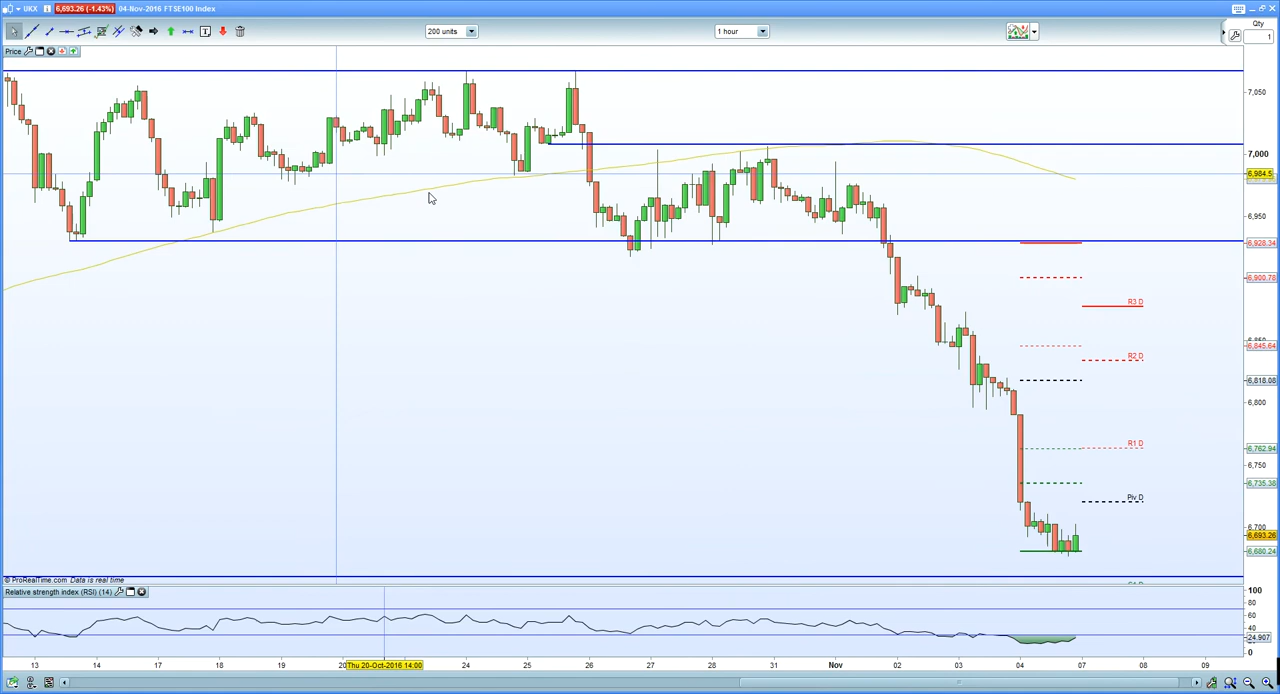 UKX 6,693.26 (-1.43%) 04-Nov-2016 FTSE100 Index
200 units
1 hour
Qty
1
Price
7,050
7,000
6,984.5
6,950
6,928.34
6,900.78
R3 D
6,845.64
R2 D
6,818.08
6,800
R1 D
6,762.94
6,750
6,735.38
Piv D
6,700
6,693.26
6,680.24
© ProRealTime.com Data is real time
Relative strength index (RSI) (14)
100
80
60
40
24.907
0
13 14 17 18 19 20 Thu 20-Oct-2016 14:00 24 25 26 27 28 31 Nov 02 03 04 07 08 09